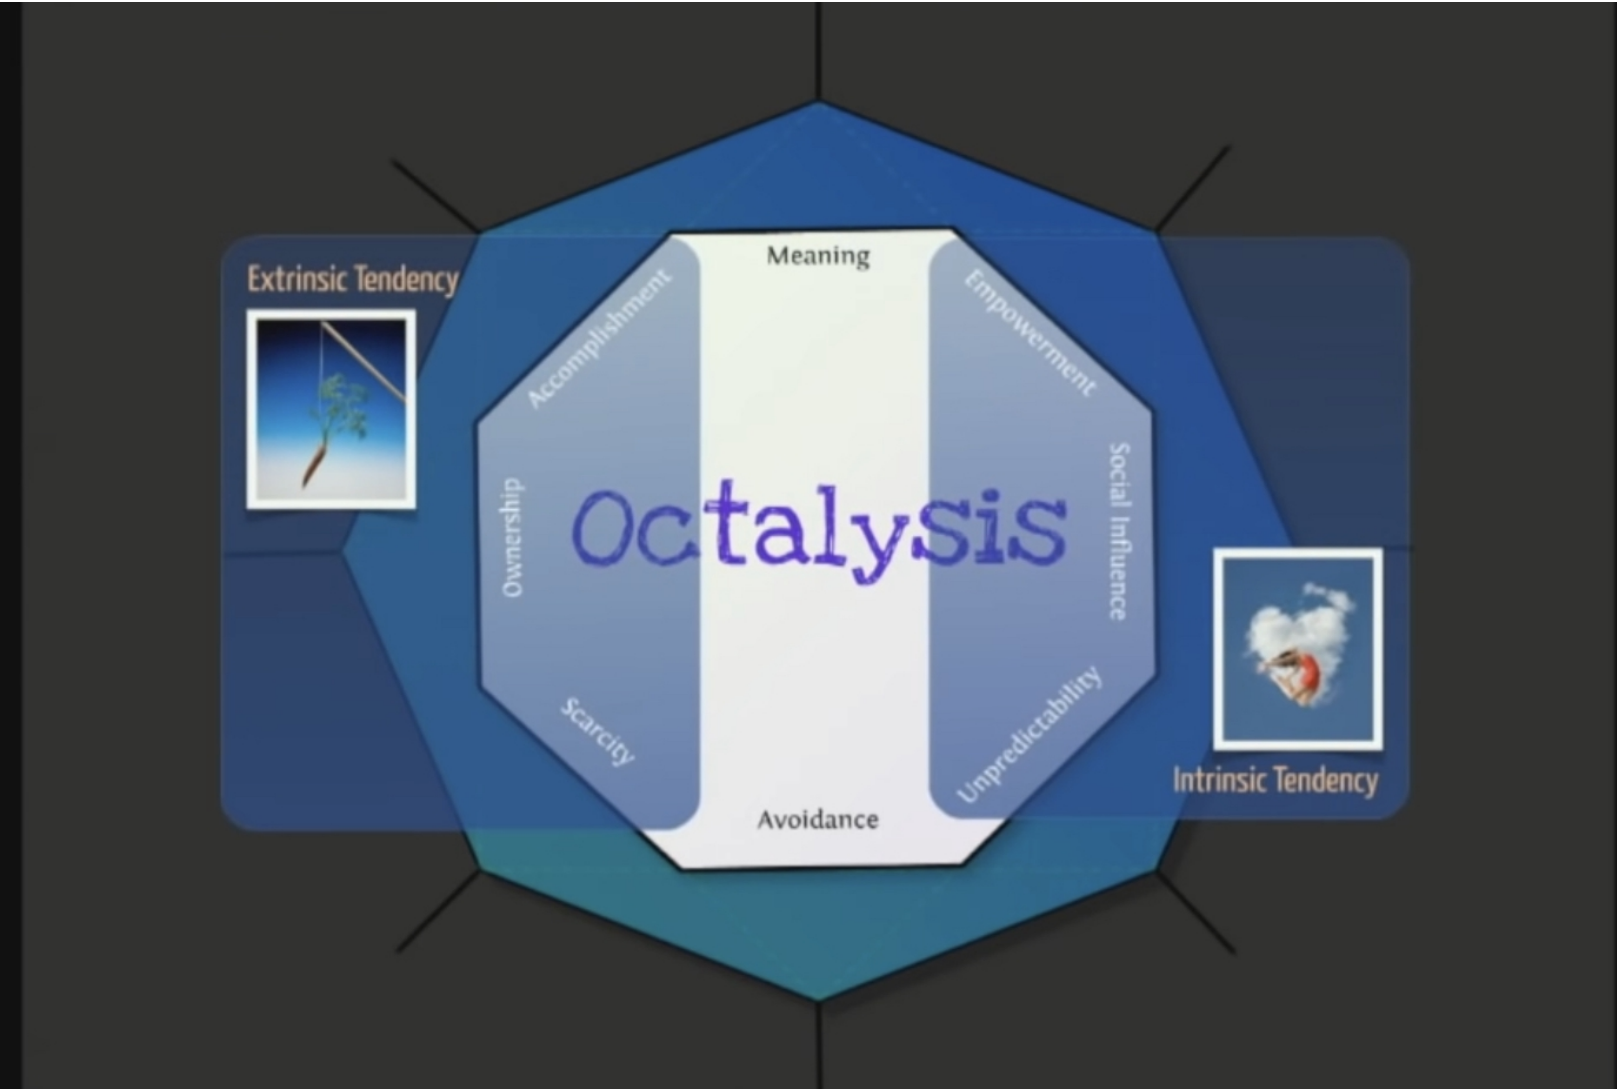 Meaning
Extrinsic Tendency
Accomplishment
Empowerment
Ownership
Octalysis
Social Influence
Scarcity
Unpredictability
Intrinsic Tendency
Avoidance